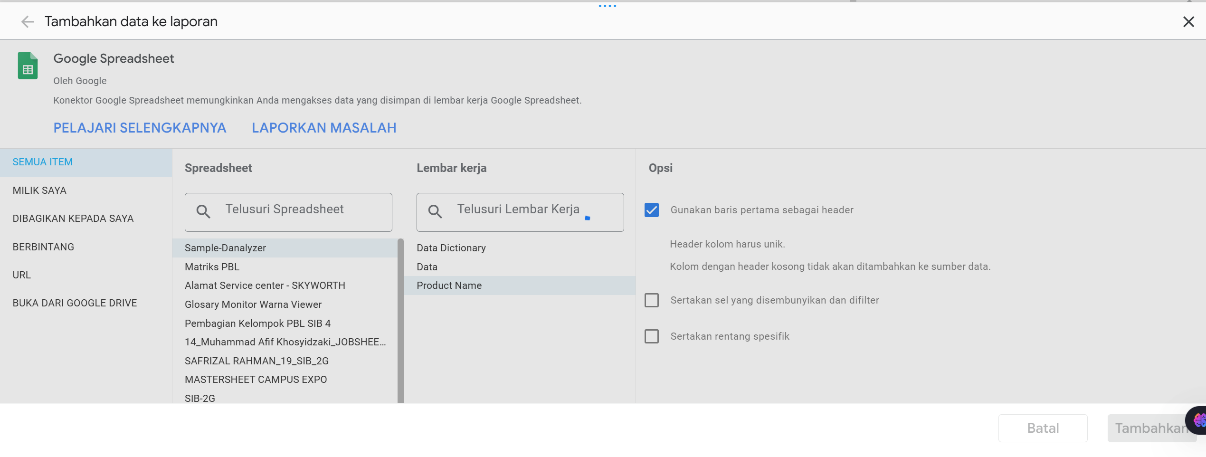 Tambahkan data ke laporan
Google Spreadsheet
Oleh Google
Konektor Google Spreadsheet memungkinkan Anda mengakses data yang disimpan di lembar kerja Google Spreadsheet.
PELAJARI SELENGKAPNYA LAPORKAN MASALAH
SEMUA ITEM
MILIK SAYA
DIBAGIKAN KEPADA SAYA
BERBINTANG
URL
BUKA DARI GOOGLE DRIVE
Spreadsheet
Telusuri Spreadsheet
Sample-Danalyzer
Matriks PBL
Alamat Service center - SKYWORTH
Glosary Monitor Warna Viewer
Pembagian Kelompok PBL SIB 4
14_Muhammad Afif Khosyidzaki_JOBSHEE...
SAFRIZAL RAHMAN_19_SIB_2G
MASTERSHEET CAMPUS EXPO
SIB-2G
Lembar kerja
Telusuri Lembar Kerja
Data Dictionary
Data
Product Name
Opsi
Gunakan baris pertama sebagai header
Header kolom harus unik.
Kolom dengan header kosong tidak akan ditambahkan ke sumber data.
Sertakan sel yang disembunyikan dan difilter
Sertakan rentang spesifik
Batal
Tambahkan